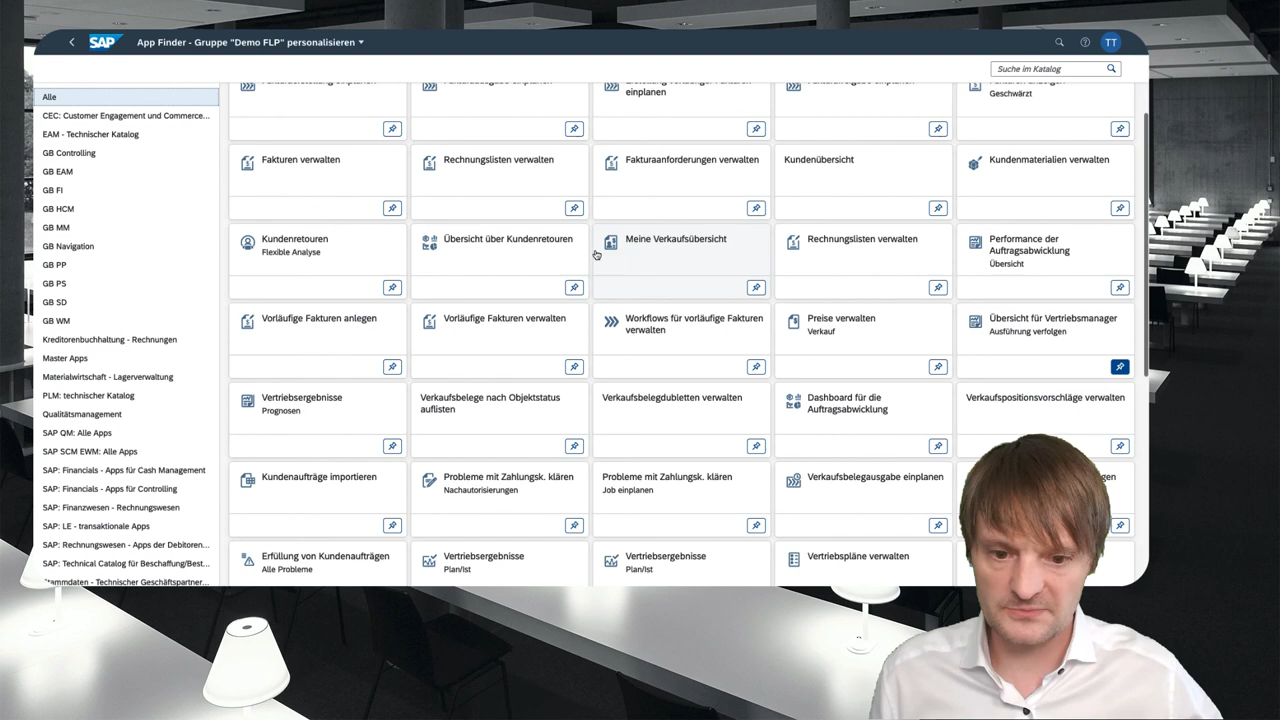 SAP App Finder - Gruppe "Demo FLP" personalisieren TT
Suche im Katalog
Alle
CEC: Customer Engagement und Commerce...
EAM - Technischer Katalog
GB Controlling
GB EAM
GB FI
GB HCM
GB MM
GB Navigation
GB PP
GB PS
GB SD
GB WM
Kreditorenbuchhaltung - Rechnungen
Master Apps
Materialwirtschaft - Lagerverwaltung
PLM: technischer Katalog
Qualitätsmanagement
SAP QM: Alle Apps
SAP SCM EWM: Alle Apps
SAP: Financials - Apps für Cash Management
SAP: Financials - Apps für Controlling
SAP: Finanzwesen - Rechnungswesen
SAP: LE - transaktionale Apps
SAP: Rechnungswesen - Apps der Debitoren...
SAP: Technical Catalog für Beschaffung/Best...
Stammdaten - Technischer Geschäftspartner...
einplanen
Geschwärzt
Fakturen verwalten
Rechnungslisten verwalten
Fakturaanforderungen verwalten
Kundenübersicht
Kundenmaterialien verwalten
Kundenretouren
Flexible Analyse
Übersicht über Kundenretouren
Meine Verkaufsübersicht
Rechnungslisten verwalten
Performance der
Auftragsabwicklung
Übersicht
Vorläufige Fakturen anlegen
Vorläufige Fakturen verwalten
Workflows für vorläufige Fakturen
verwalten
Preise verwalten
Verkauf
Übersicht für Vertriebsmanager
Ausführung verfolgen
Vertriebsergebnisse
Prognosen
Verkaufsbelege nach Objektstatus
auflisten
Verkaufsbelegdubletten verwalten
Dashboard für die
Auftragsabwicklung
Verkaufspositionsvorschläge verwalten
Kundenaufträge importieren
Probleme mit Zahlungsk. klären
Nachautorisierungen
Probleme mit Zahlungsk. klären
Job einplanen
Verkaufsbelegausgabe einplanen
Erfüllung von Kundenaufträgen
Alle Probleme
Vertriebsergebnisse
Plan/Ist
Vertriebsergebnisse
Plan/Ist
Vertriebspläne verwalten